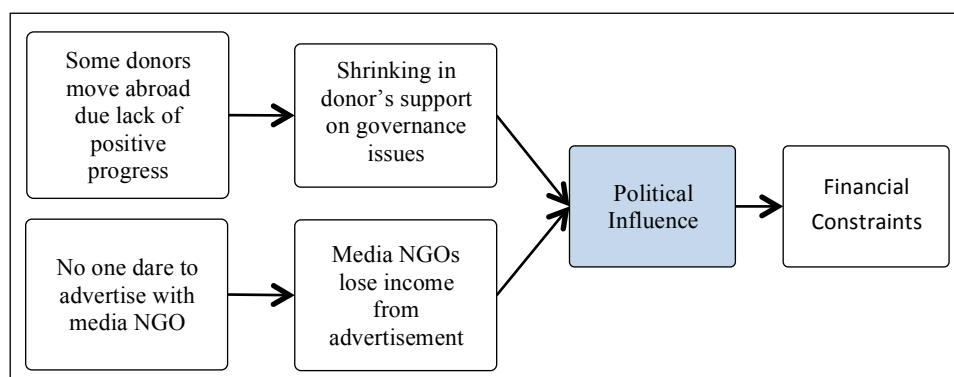 Some donors
move abroad
due lack of
positive
progress
Shrinking in
donor’s support
on governance
issues
No one dare to
advertise with
media NGO
Media NGOs
lose income
from
advertisement
Political
Influence
Financial
Constraints